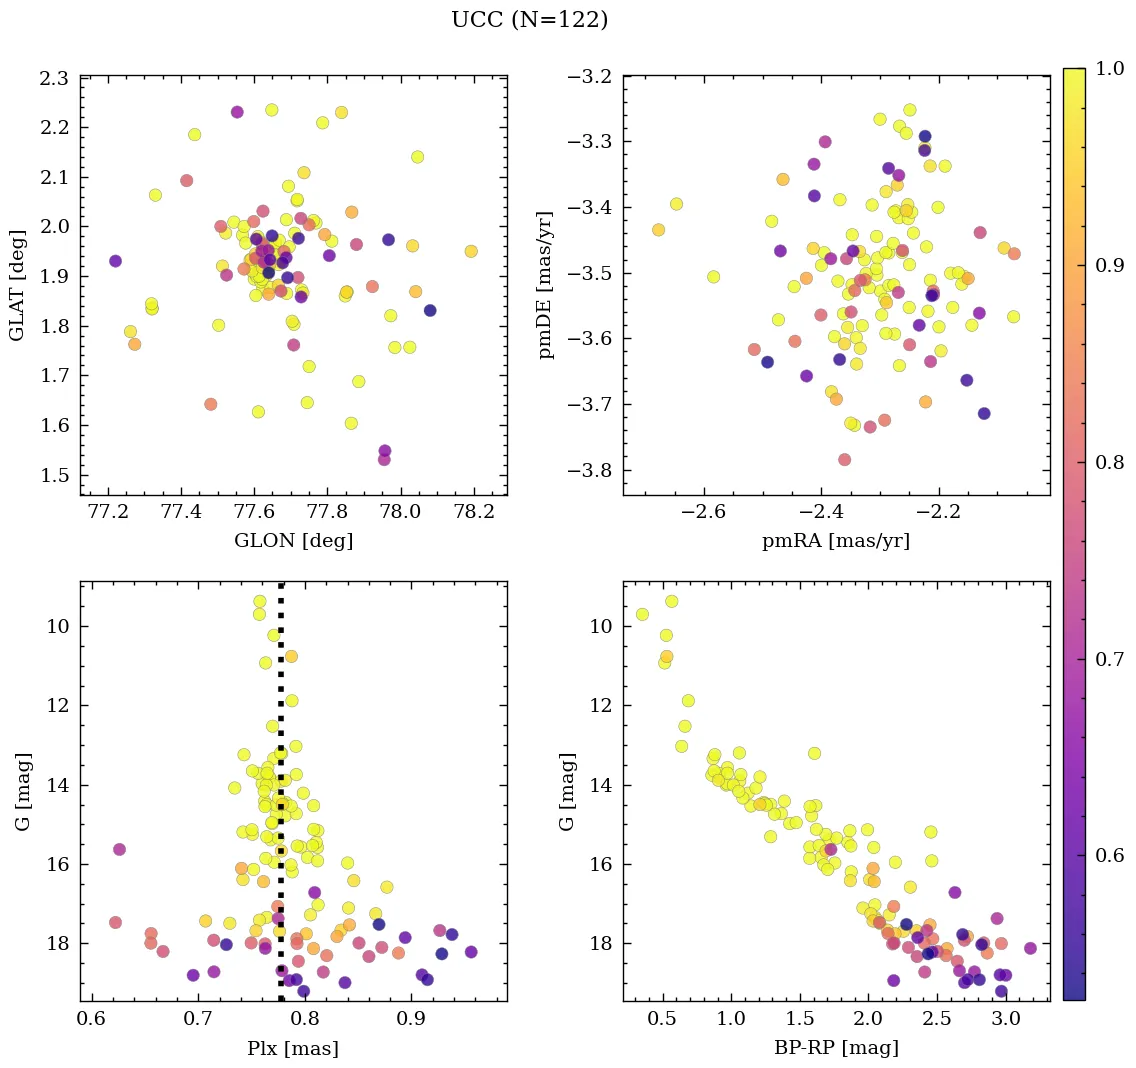 UCC (N=122)
2.3
2.2
2.1
2.0
1.9
1.8
1.7
1.6
1.5
GLAT [deg]
77.2 77.4 77.6 77.8 78.0 78.2
GLON [deg]
−3.2
−3.3
−3.4
−3.5
−3.6
−3.7
−3.8
pmDE [mas/yr]
−2.6 −2.4 −2.2
pmRA [mas/yr]
10
12
14
16
18
G [mag]
0.6 0.7 0.8 0.9
Plx [mas]
10
12
14
16
18
G [mag]
0.5 1.0 1.5 2.0 2.5 3.0
BP-RP [mag]
1.0
0.9
0.8
0.7
0.6